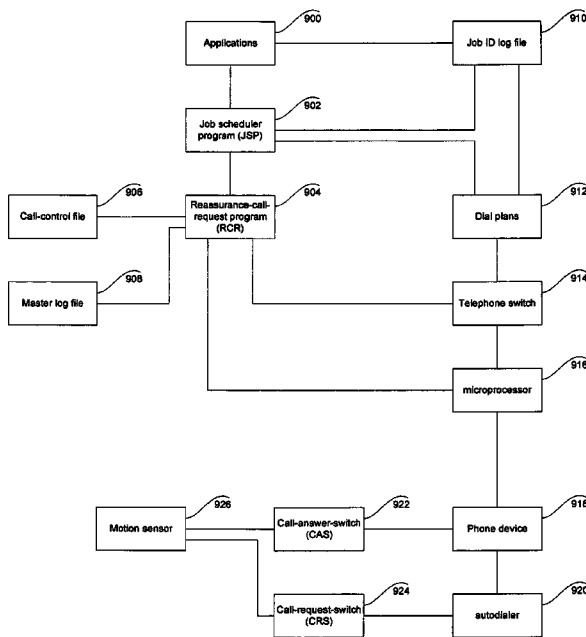 900
910
Applications
Job ID log file
902
Job scheduler
program (JSP)
906
904
912
Call-control file
Reassurance-call-
request program
(RCR)
Dial plans
908
914
Master log file
Telephone switch
916
microprocessor
926
922
918
Motion sensor
Call-answer-switch
(CAS)
Phone device
924
920
Call-request-switch
(CRS)
autodialer